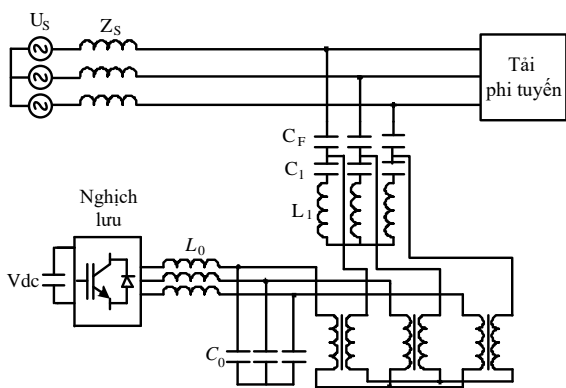 U_S
Z_S
Tải
phi tuyến
C_F
C_1
L_1
Nghịch
lưu
L_0
Vdc
C_0